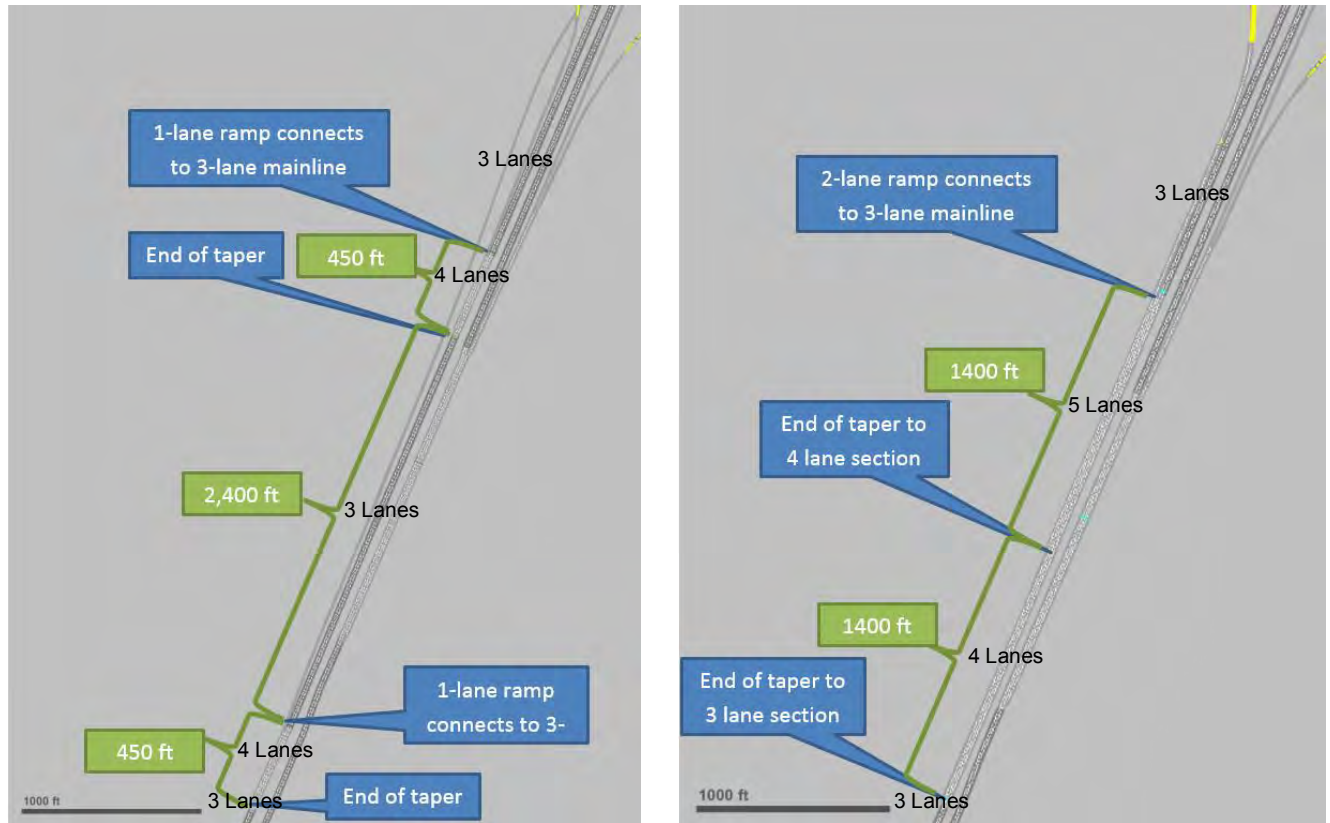 1-lane ramp connects
to 3-lane mainline
3 Lanes
End of taper
450 ft
4 Lanes
2,400 ft
3 Lanes
1-lane ramp
connects to 3-
450 ft
4 Lanes
3 Lanes
End of taper
1000 ft
2-lane ramp connects
to 3-lane mainline
3 Lanes
1400 ft
5 Lanes
End of taper to
4 lane section
1400 ft
4 Lanes
End of taper to
3 lane section
3 Lanes
1000 ft